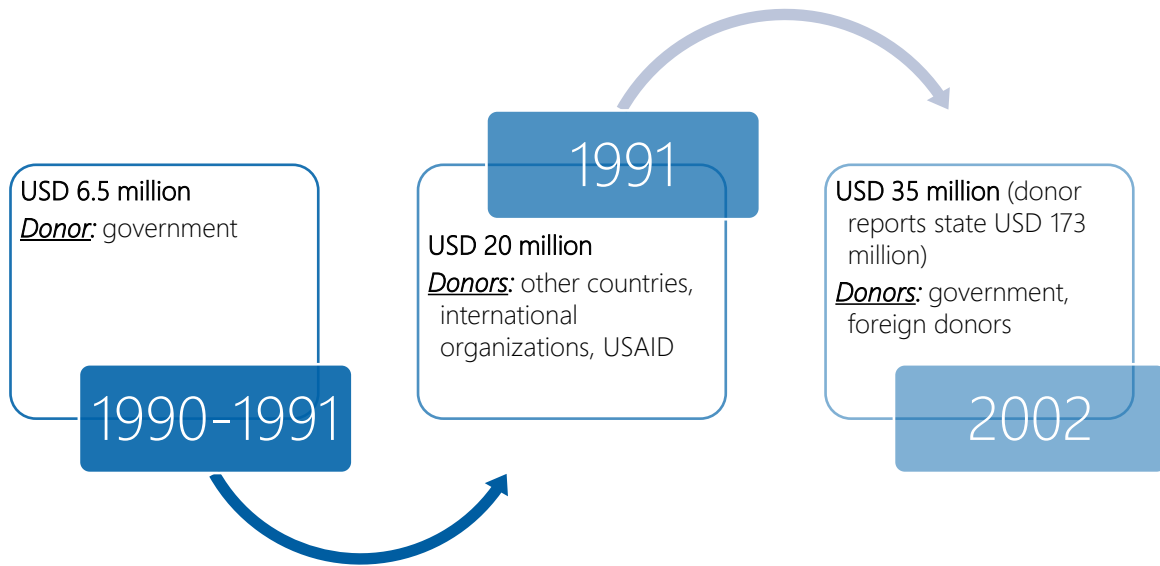 USD 6.5 million
Donor: government
1990-1991
1991
USD 20 million
Donors: other countries,
international
organizations, USAID
USD 35 million (donor
reports state USD 173
million)
Donors: government,
foreign donors
2002